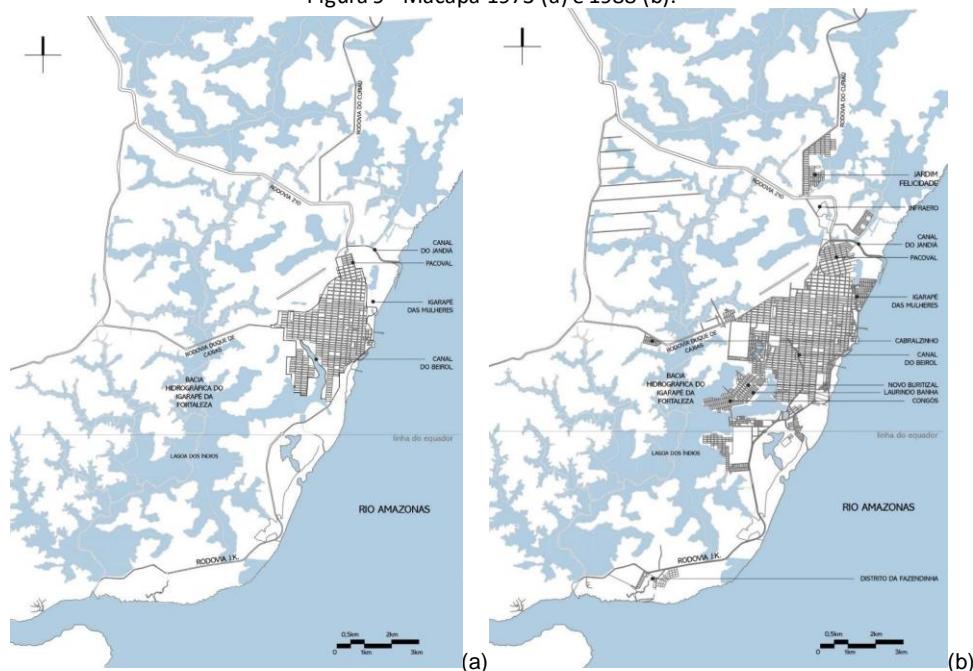 Figura 9 - Macapá 1973 (a) e 1988 (b).
RODOVIA DO CURIAÚ
RODOVIA 210
CANAL
DO JANDIÁ
PACOVAL
IGARAPÉ
DAS MULHERES
RODOVIA DUQUE DE
CAXIAS
CANAL
DO BEIROL
BACIA
HIDROGRÁFICA DO
IGARAPÉ DA
FORTALEZA
linha do equador
LAGOA DOS ÍNDIOS
RIO AMAZONAS
RODOVIA J.K.
0,5km 2km
0 1km 3km
(a)
RODOVIA DO CURIAÚ
JARDIM
FELICIDADE
RODOVIA 210
INFRAERO
CANAL
DO JANDIÁ
PACOVAL
IGARAPÉ
DAS MULHERES
RODOVIA DUQUE DE
CAXIAS
CABRALZINHO
CANAL
DO BEIROL
BACIA
HIDROGRÁFICA DO
IGARAPÉ DA
FORTALEZA
NOVO BURITIZAL
LAURINDO BANHA
CONGÓS
linha do equador
LAGOA DOS ÍNDIOS
RIO AMAZONAS
RODOVIA J.K.
DISTRITO DA FAZENDINHA
0,5km 2km
0 1km 3km
(b)